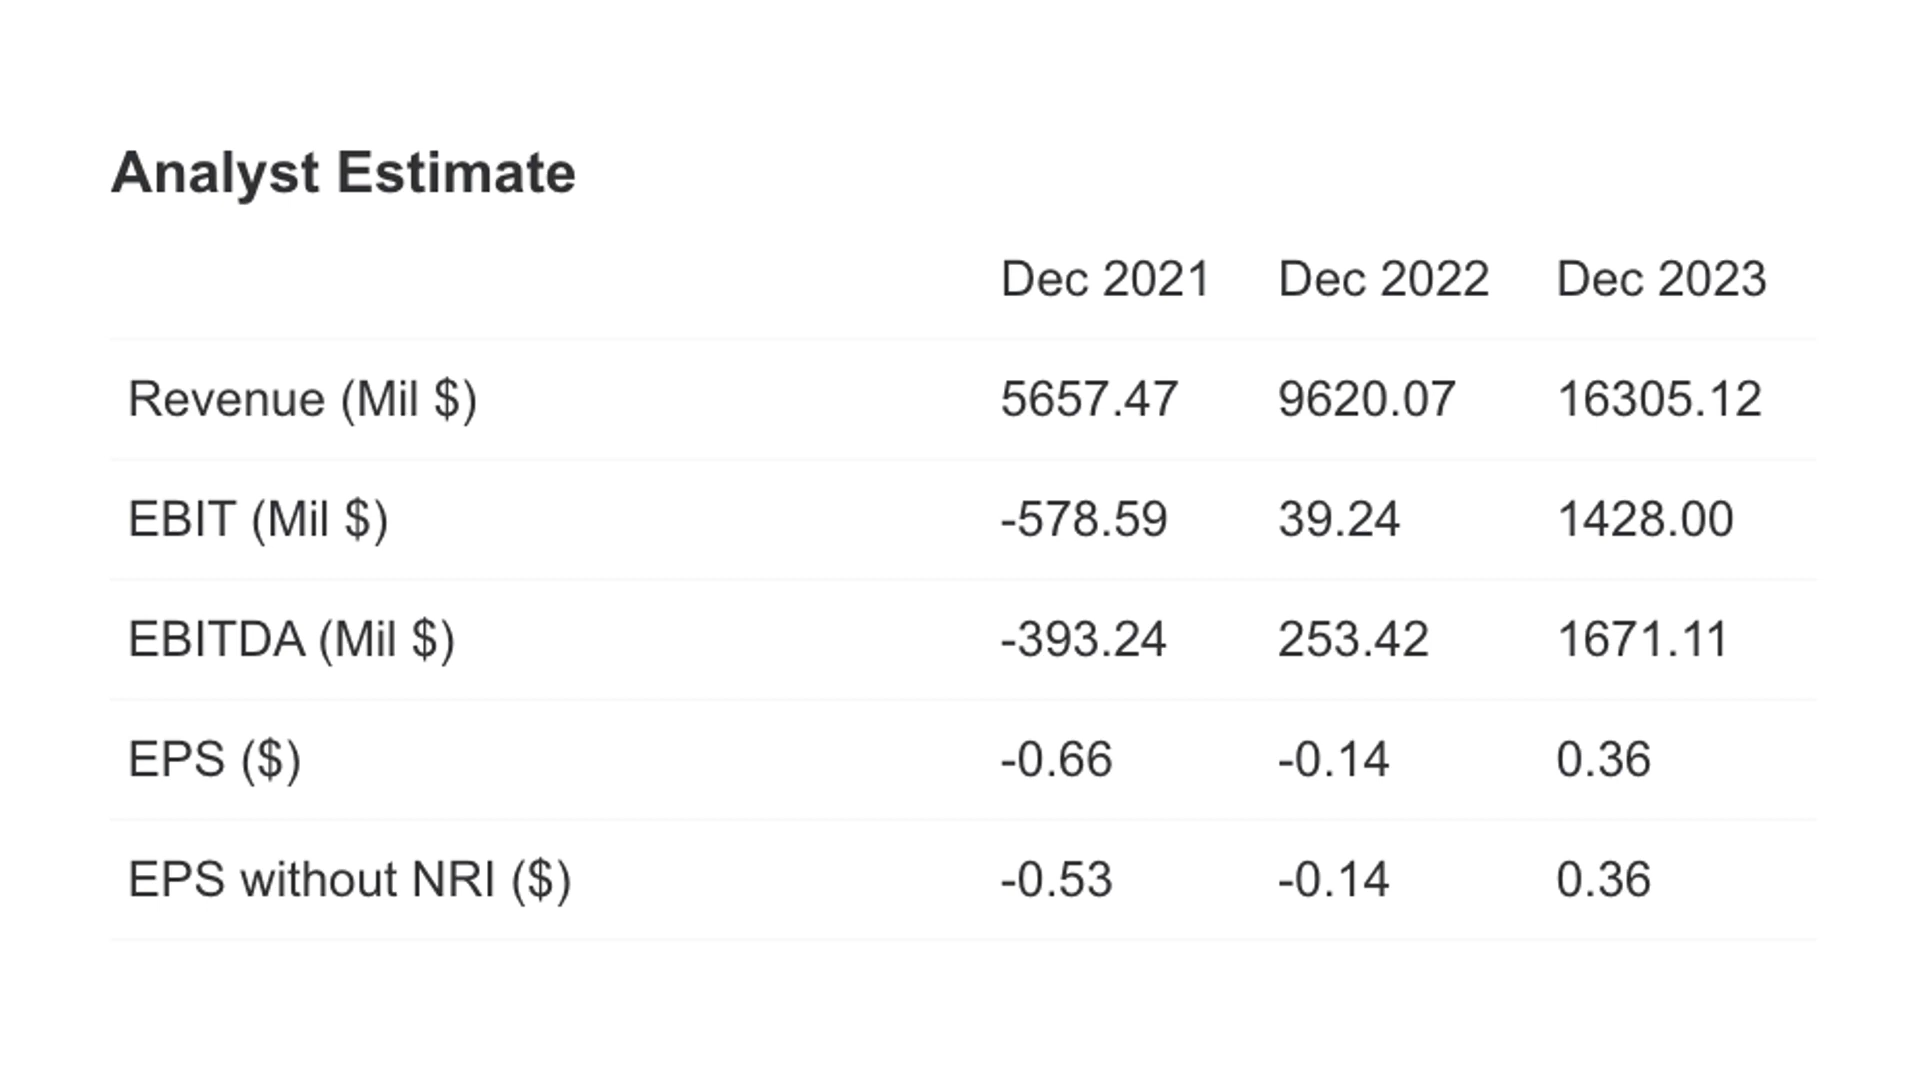 Analyst Estimate
Dec 2021 Dec 2022 Dec 2023
Revenue (Mil $) 5657.47 9620.07 16305.12
EBIT (Mil $) -578.59 39.24 1428.00
EBITDA (Mil $) -393.24 253.42 1671.11
EPS ($) -0.66 -0.14 0.36
EPS without NRI ($) -0.53 -0.14 0.36